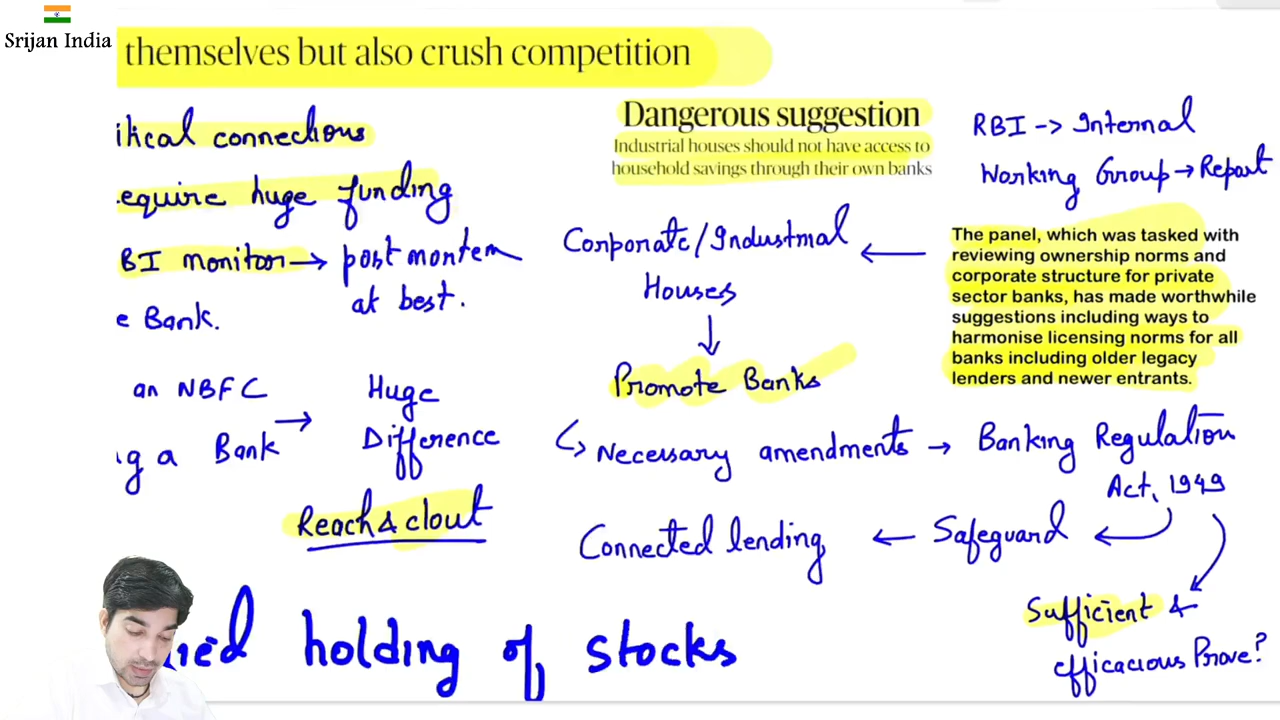 Srijan India
themselves but also crush competition
itical connections
equire huge funding
BI monitor → post mortem
at best.
e Bank.
an NBFC → Huge
g a Bank Difference
Reach & clout
ied holding of stocks
Dangerous suggestion
Industrial houses should not have access to
household savings through their own banks
Corporate/Industrial
Houses
↓
Promote Banks
↳ Necessary amendments → Banking Regulation
Act, 1949
Connected lending ← Safeguard ←
Sufficient &
efficacious Prove?
RBI -> Internal
Working Group → Report
The panel, which was tasked with
reviewing ownership norms and
corporate structure for private
sector banks, has made worthwhile
suggestions including ways to
harmonise licensing norms for all
banks including older legacy
lenders and newer entrants.